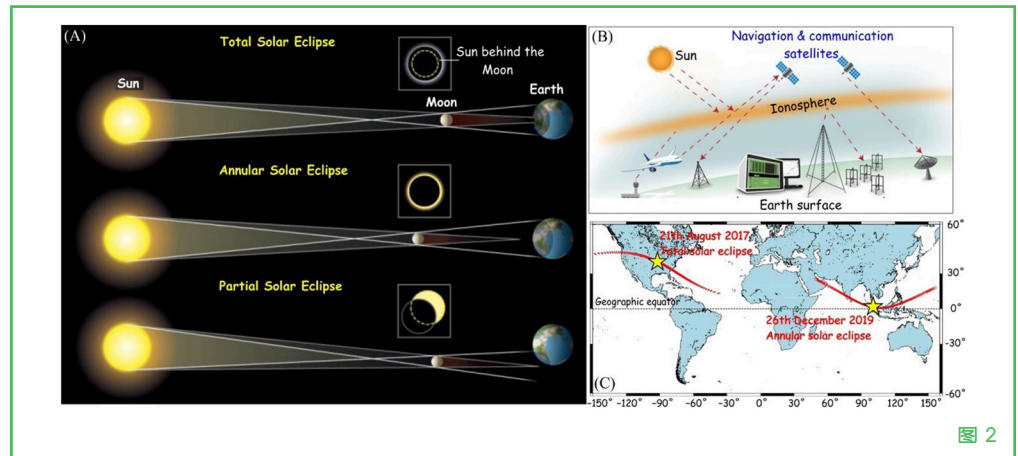 (A)
Total Solar Eclipse
Sun behind the
Moon
Sun
Moon
Earth
Annular Solar Eclipse
Partial Solar Eclipse
(B)
Navigation & communication
satellites
Sun
Ionosphere
Earth surface
60°
21th August 2017
Total solar eclipse
30°
Geographic equator
0°
26th December 2019
Annular solar eclipse
-30°
(C)
-60°
-150° -120° -90° -60° -30° 0° 30° 60° 90° 120° 150°
图 2